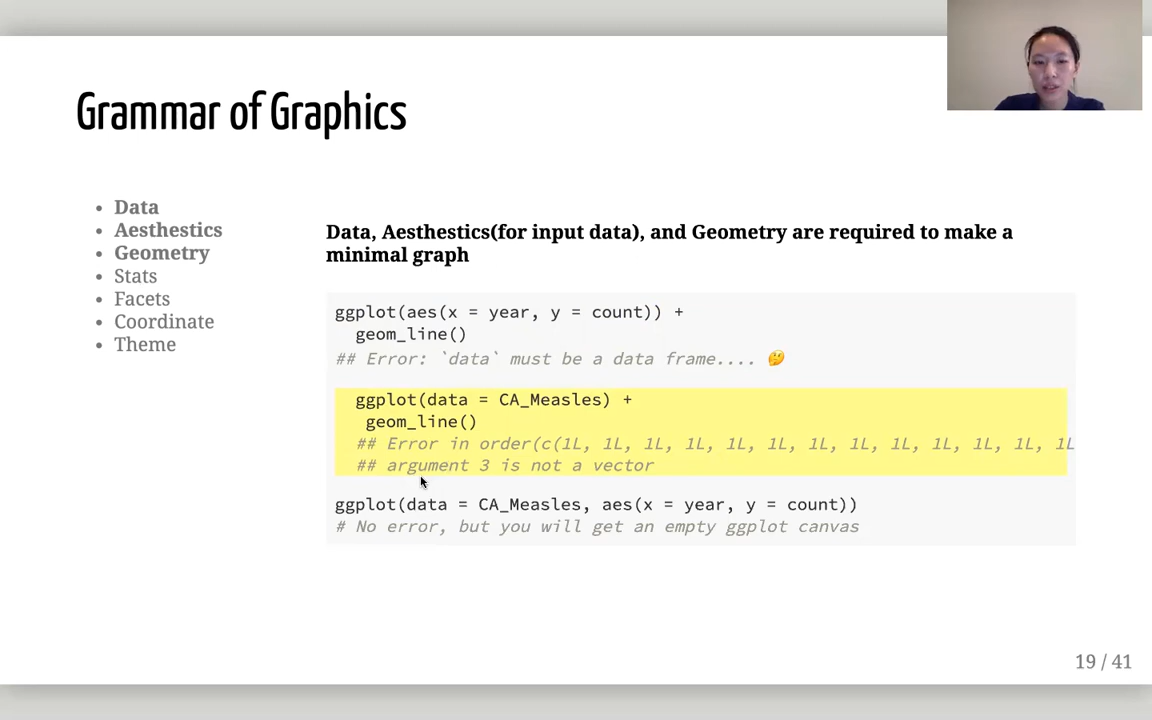 Grammar of Graphics
• Data
• Aesthestics
• Geometry
• Stats
• Facets
• Coordinate
• Theme
Data, Aesthestics(for input data), and Geometry are required to make a
minimal graph
ggplot(aes(x = year, y = count)) +
  geom_line()
## Error: `data` must be a data frame.... 🤔
  ggplot(data = CA_Measles) +
   geom_line()
  ## Error in order(c(1L, 1L, 1L, 1L, 1L, 1L, 1L, 1L, 1L, 1L, 1L, 1L, 1L
  ## argument 3 is not a vector
ggplot(data = CA_Measles, aes(x = year, y = count))
# No error, but you will get an empty ggplot canvas
19 / 41